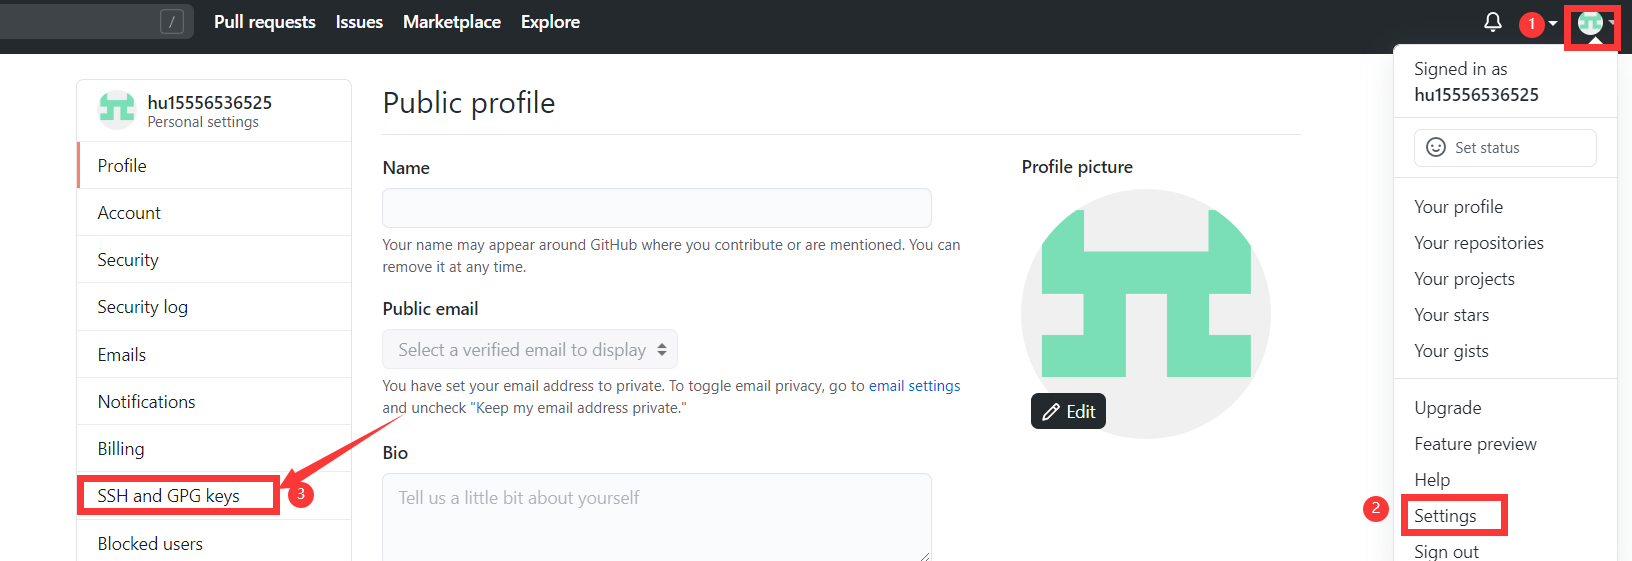 / Pull requests Issues Marketplace Explore 1
hu15556536525
Personal settings
Profile
Account
Security
Security log
Emails
Notifications
Billing
SSH and GPG keys 3
Blocked users
Public profile
Name
Your name may appear around GitHub where you contribute or are mentioned. You can
remove it at any time.
Public email
Select a verified email to display
You have set your email address to private. To toggle email privacy, go to email settings
and uncheck "Keep my email address private."
Bio
Tell us a little bit about yourself
Profile picture
Edit
Signed in as
hu15556536525
Set status
Your profile
Your repositories
Your projects
Your stars
Your gists
Upgrade
Feature preview
Help
2 Settings
Sign out